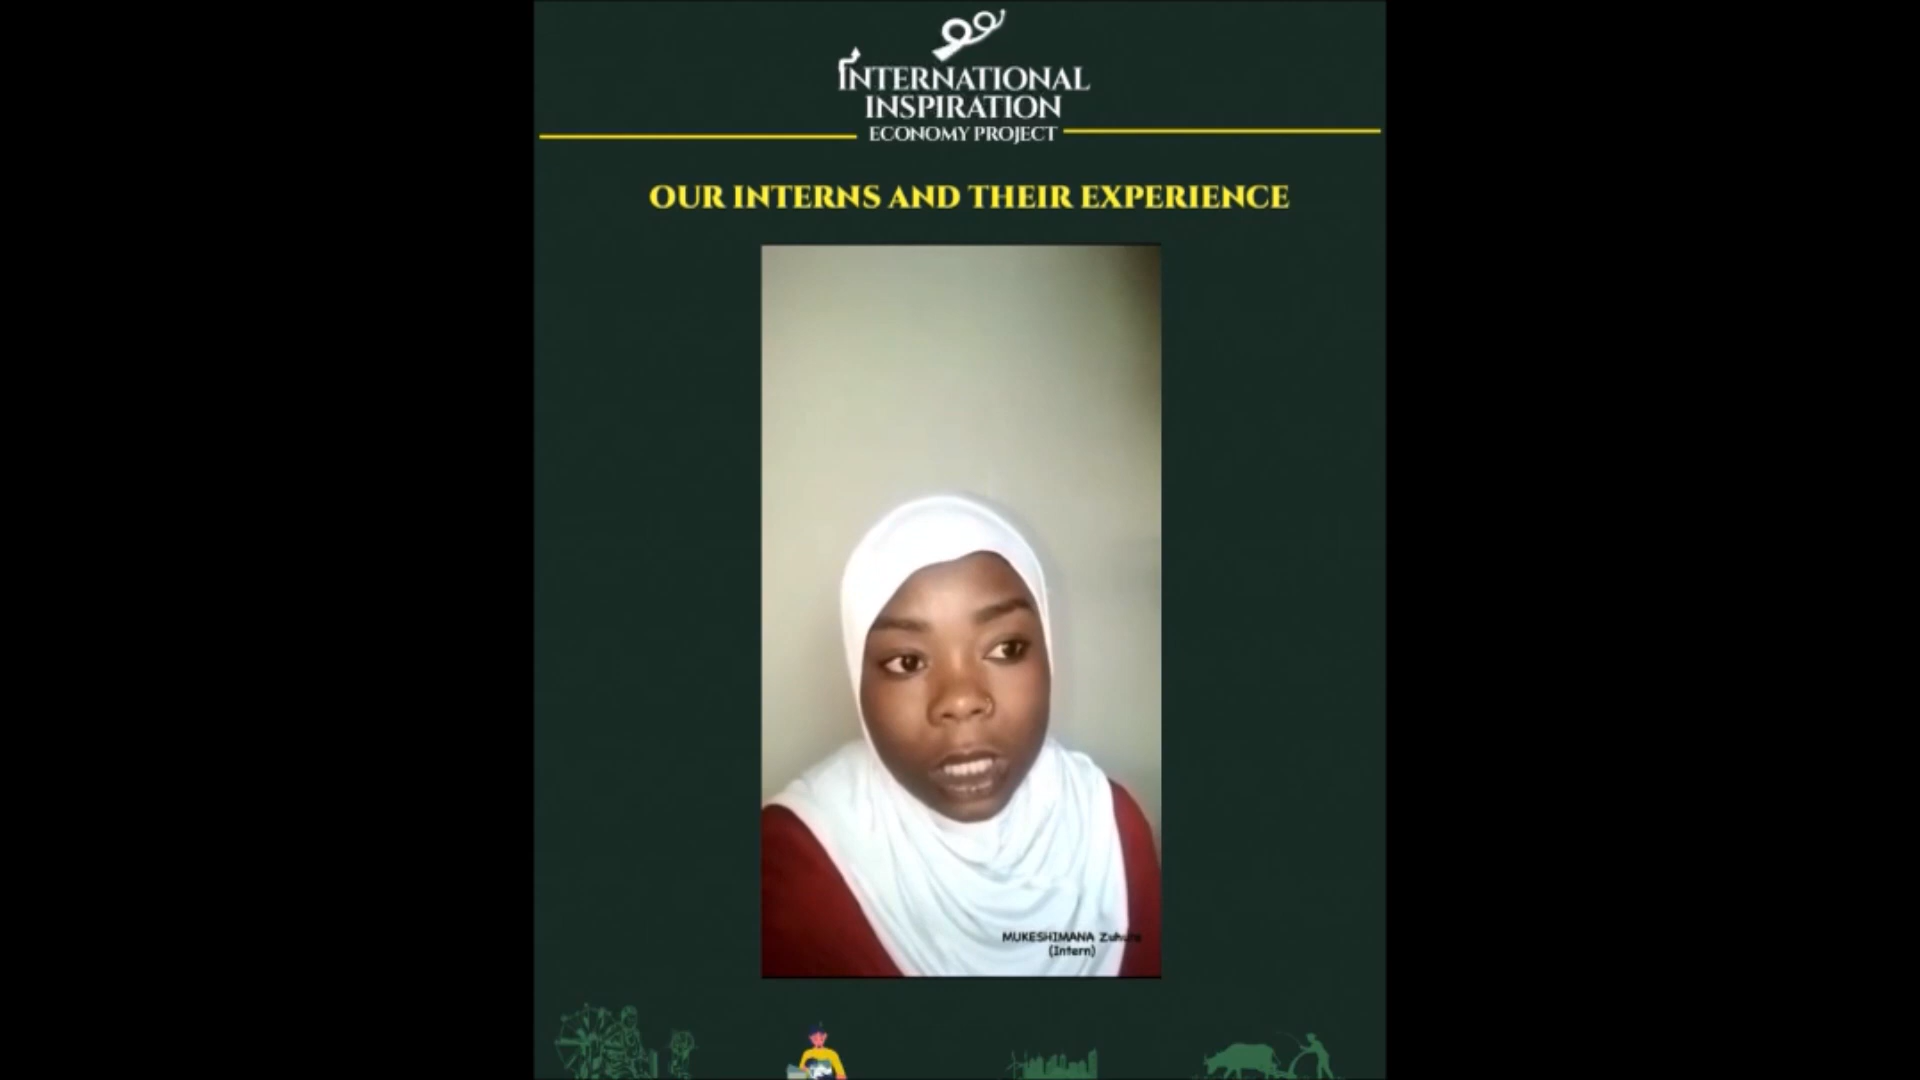 INTERNATIONAL
INSPIRATION
ECONOMY PROJECT
OUR INTERNS AND THEIR EXPERIENCE
MUKESHIMANA
(Intern)